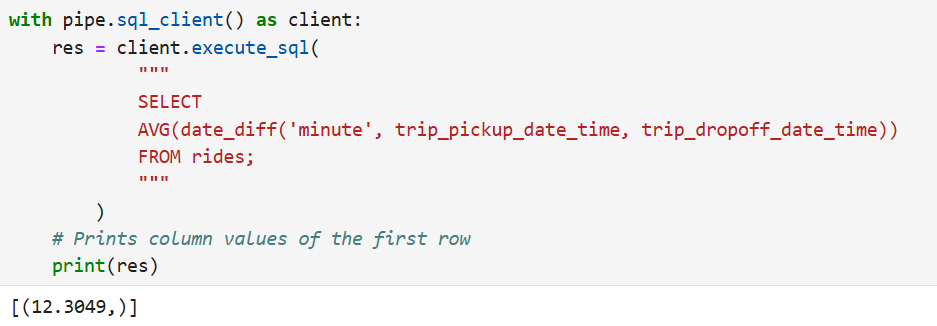 with pipe.sql_client() as client:
    res = client.execute_sql(
            """
            SELECT
            AVG(date_diff('minute', trip_pickup_date_time, trip_dropoff_date_time))
            FROM rides;
            """
        )
    # Prints column values of the first row
    print(res)
[(12.3049,)]